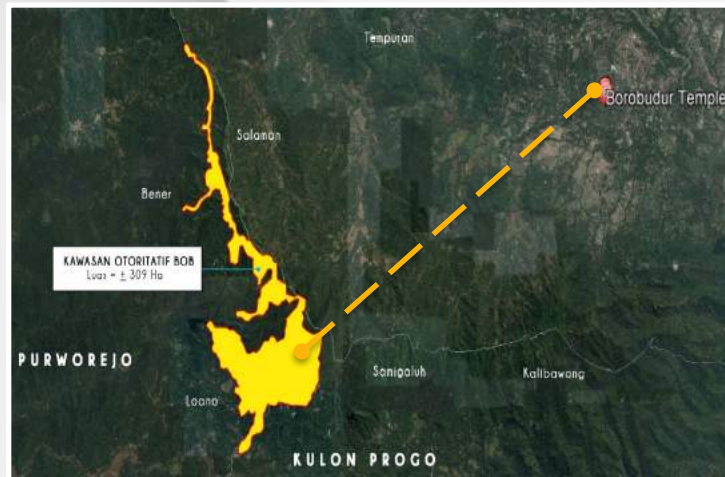 Tempuran
Borobudur Temple
Salaman
Bener
KAWASAN OTORITATIF BOB
Luas = ± 309 Ha
PURWOREJO
Samigaluh
Kalibawang
Loano
KULON PROGO